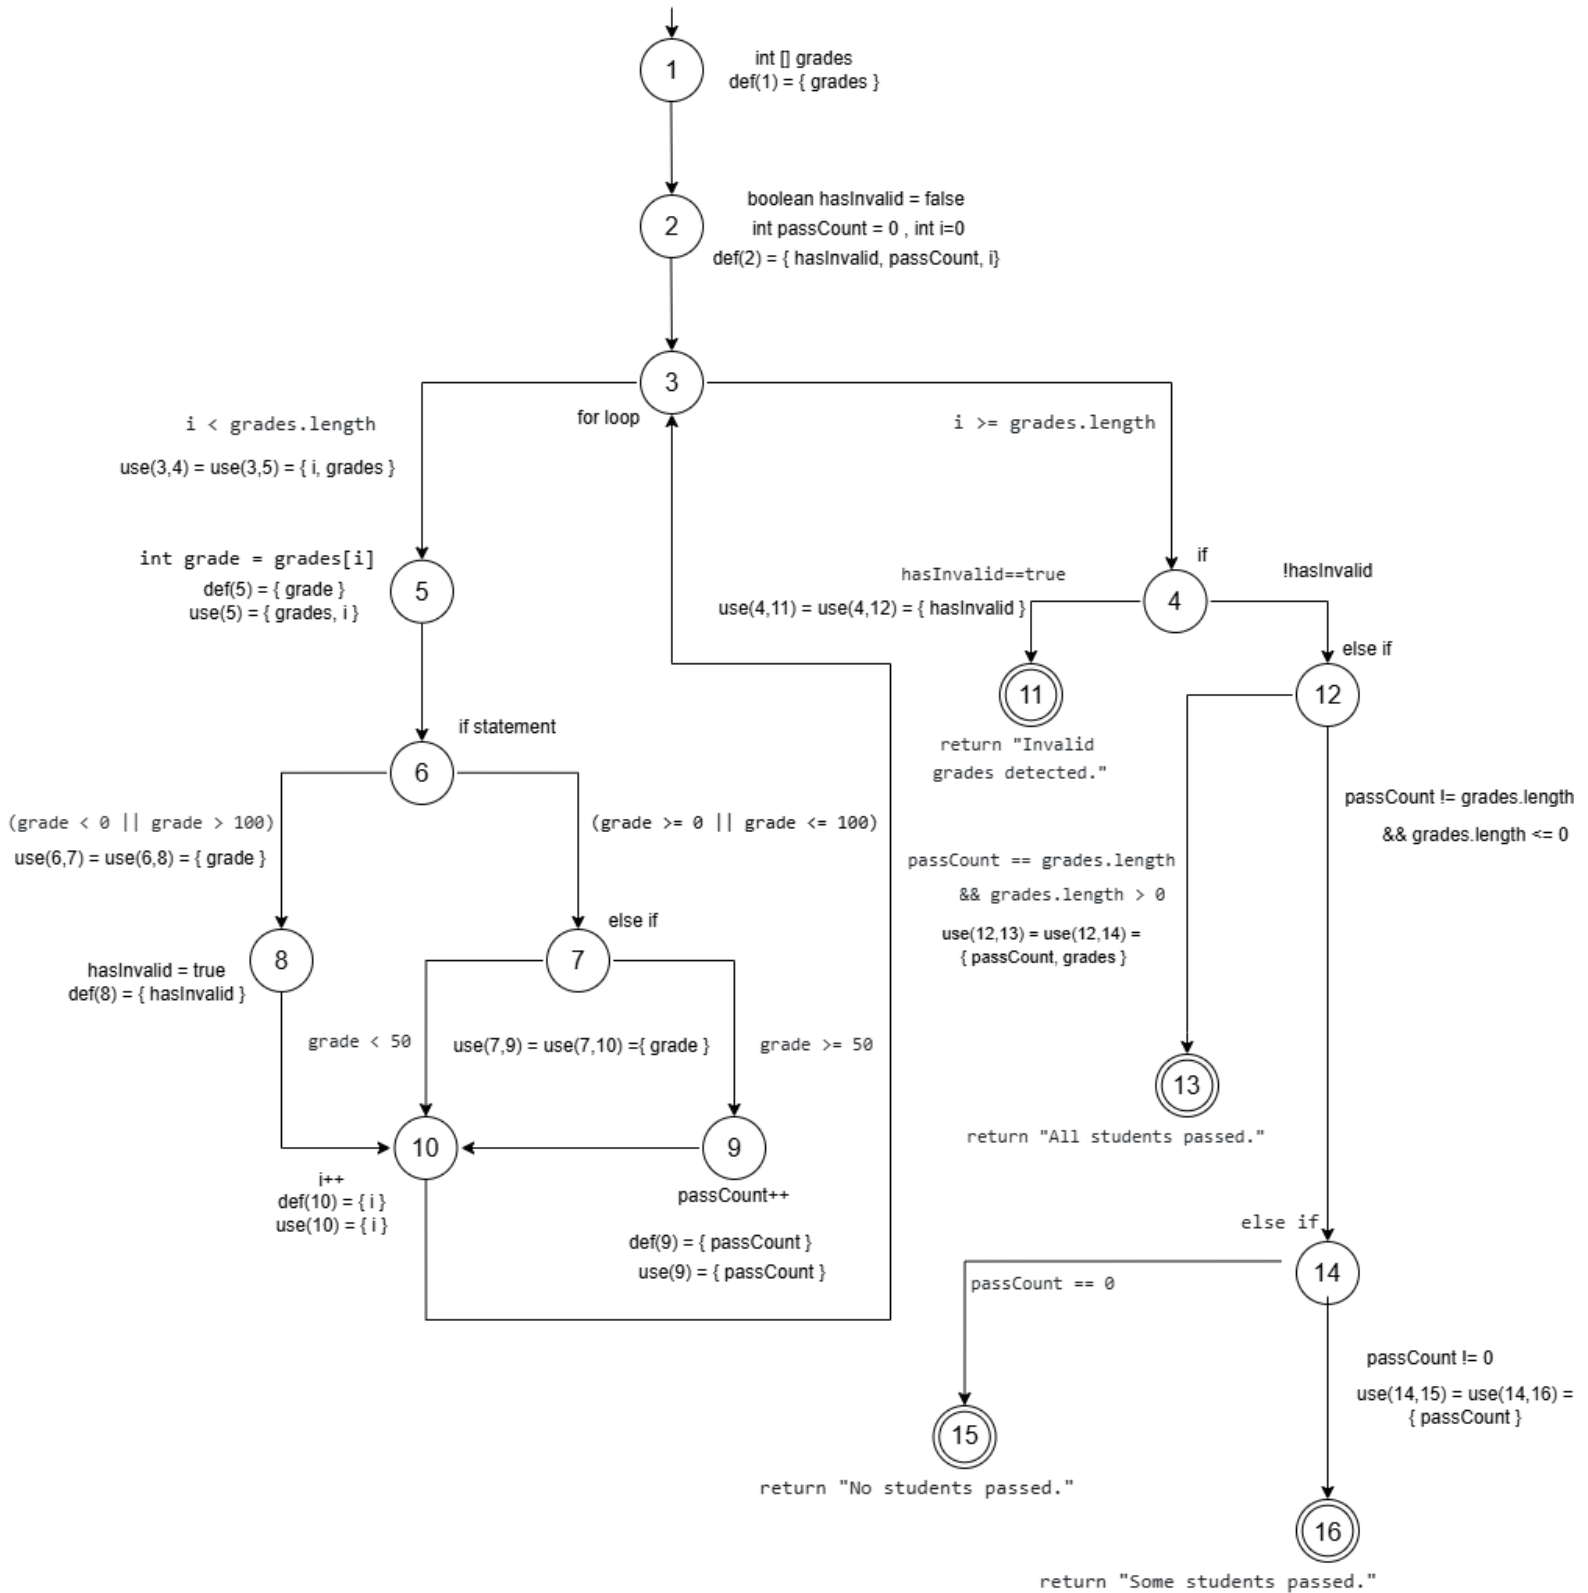 1
int [] grades
def(1) = { grades }
2
boolean hasInvalid = false
int passCount = 0 , int i=0
def(2) = { hasInvalid, passCount, i}
3
for loop
i < grades.length
use(3,4) = use(3,5) = { i, grades }
i >= grades.length
int grade = grades[i]
def(5) = { grade }
use(5) = { grades, i }
5
if
4
hasInvalid==true
use(4,11) = use(4,12) = { hasInvalid }
!hasInvalid
else if
11
return "Invalid
grades detected."
12
if statement
6
(grade < 0 || grade > 100)
use(6,7) = use(6,8) = { grade }
(grade >= 0 || grade <= 100)
passCount != grades.length
&& grades.length <= 0
passCount == grades.length
&& grades.length > 0
use(12,13) = use(12,14) =
{ passCount, grades }
else if
8
hasInvalid = true
def(8) = { hasInvalid }
7
grade < 50
use(7,9) = use(7,10) ={ grade }
grade >= 50
13
return "All students passed."
10
i++
def(10) = { i }
use(10) = { i }
9
passCount++
def(9) = { passCount }
use(9) = { passCount }
else if
14
passCount == 0
passCount != 0
use(14,15) = use(14,16) =
{ passCount }
15
return "No students passed."
16
return "Some students passed."